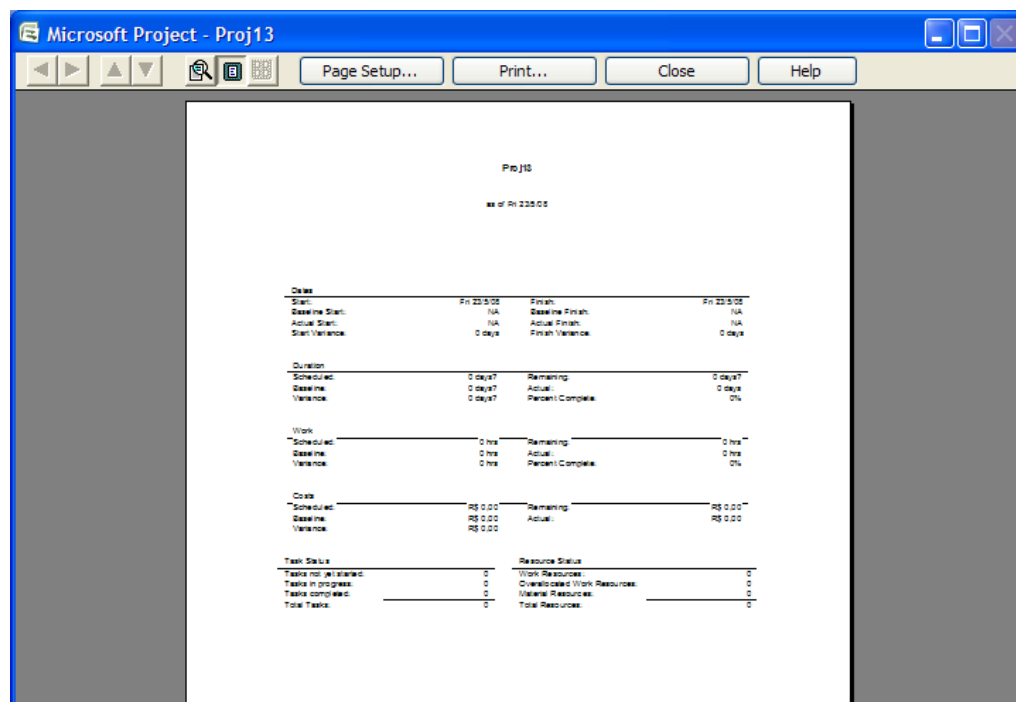 Microsoft Project - Proj13
Page Setup... Print... Close Help
Proj13
as of Fri 23/5/08
Dates
Start: Fri 23/5/08 Finish: Fri 23/5/08
Baseline Start: NA Baseline Finish: NA
Actual Start: NA Actual Finish: NA
Start Variance: 0 days Finish Variance: 0 days
Duration
Scheduled: 0 days? Remaining: 0 days?
Baseline: 0 days? Actual: 0 days
Variance: 0 days? Percent Complete: 0%
Work
Scheduled: 0 hrs Remaining: 0 hrs
Baseline: 0 hrs Actual: 0 hrs
Variance: 0 hrs Percent Complete: 0%
Costs
Scheduled: R$ 0,00 Remaining: R$ 0,00
Baseline: R$ 0,00 Actual: R$ 0,00
Variance: R$ 0,00
Task Status Resource Status
Tasks not yet started: 0 Work Resources: 0
Tasks in progress: 0 Overallocated Work Resources: 0
Tasks completed: 0 Material Resources: 0
Total Tasks: 0 Total Resources: 0